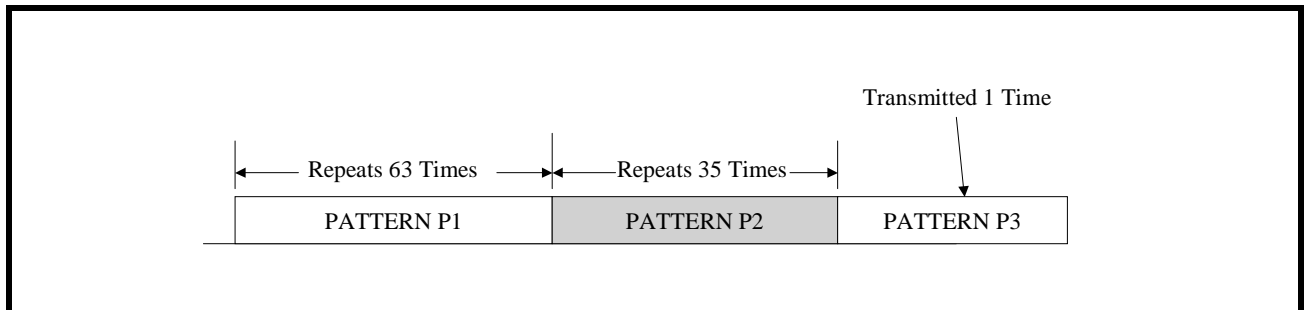 Transmitted 1 Time
Repeats 63 Times
Repeats 35 Times
PATTERN P1
PATTERN P2
PATTERN P3